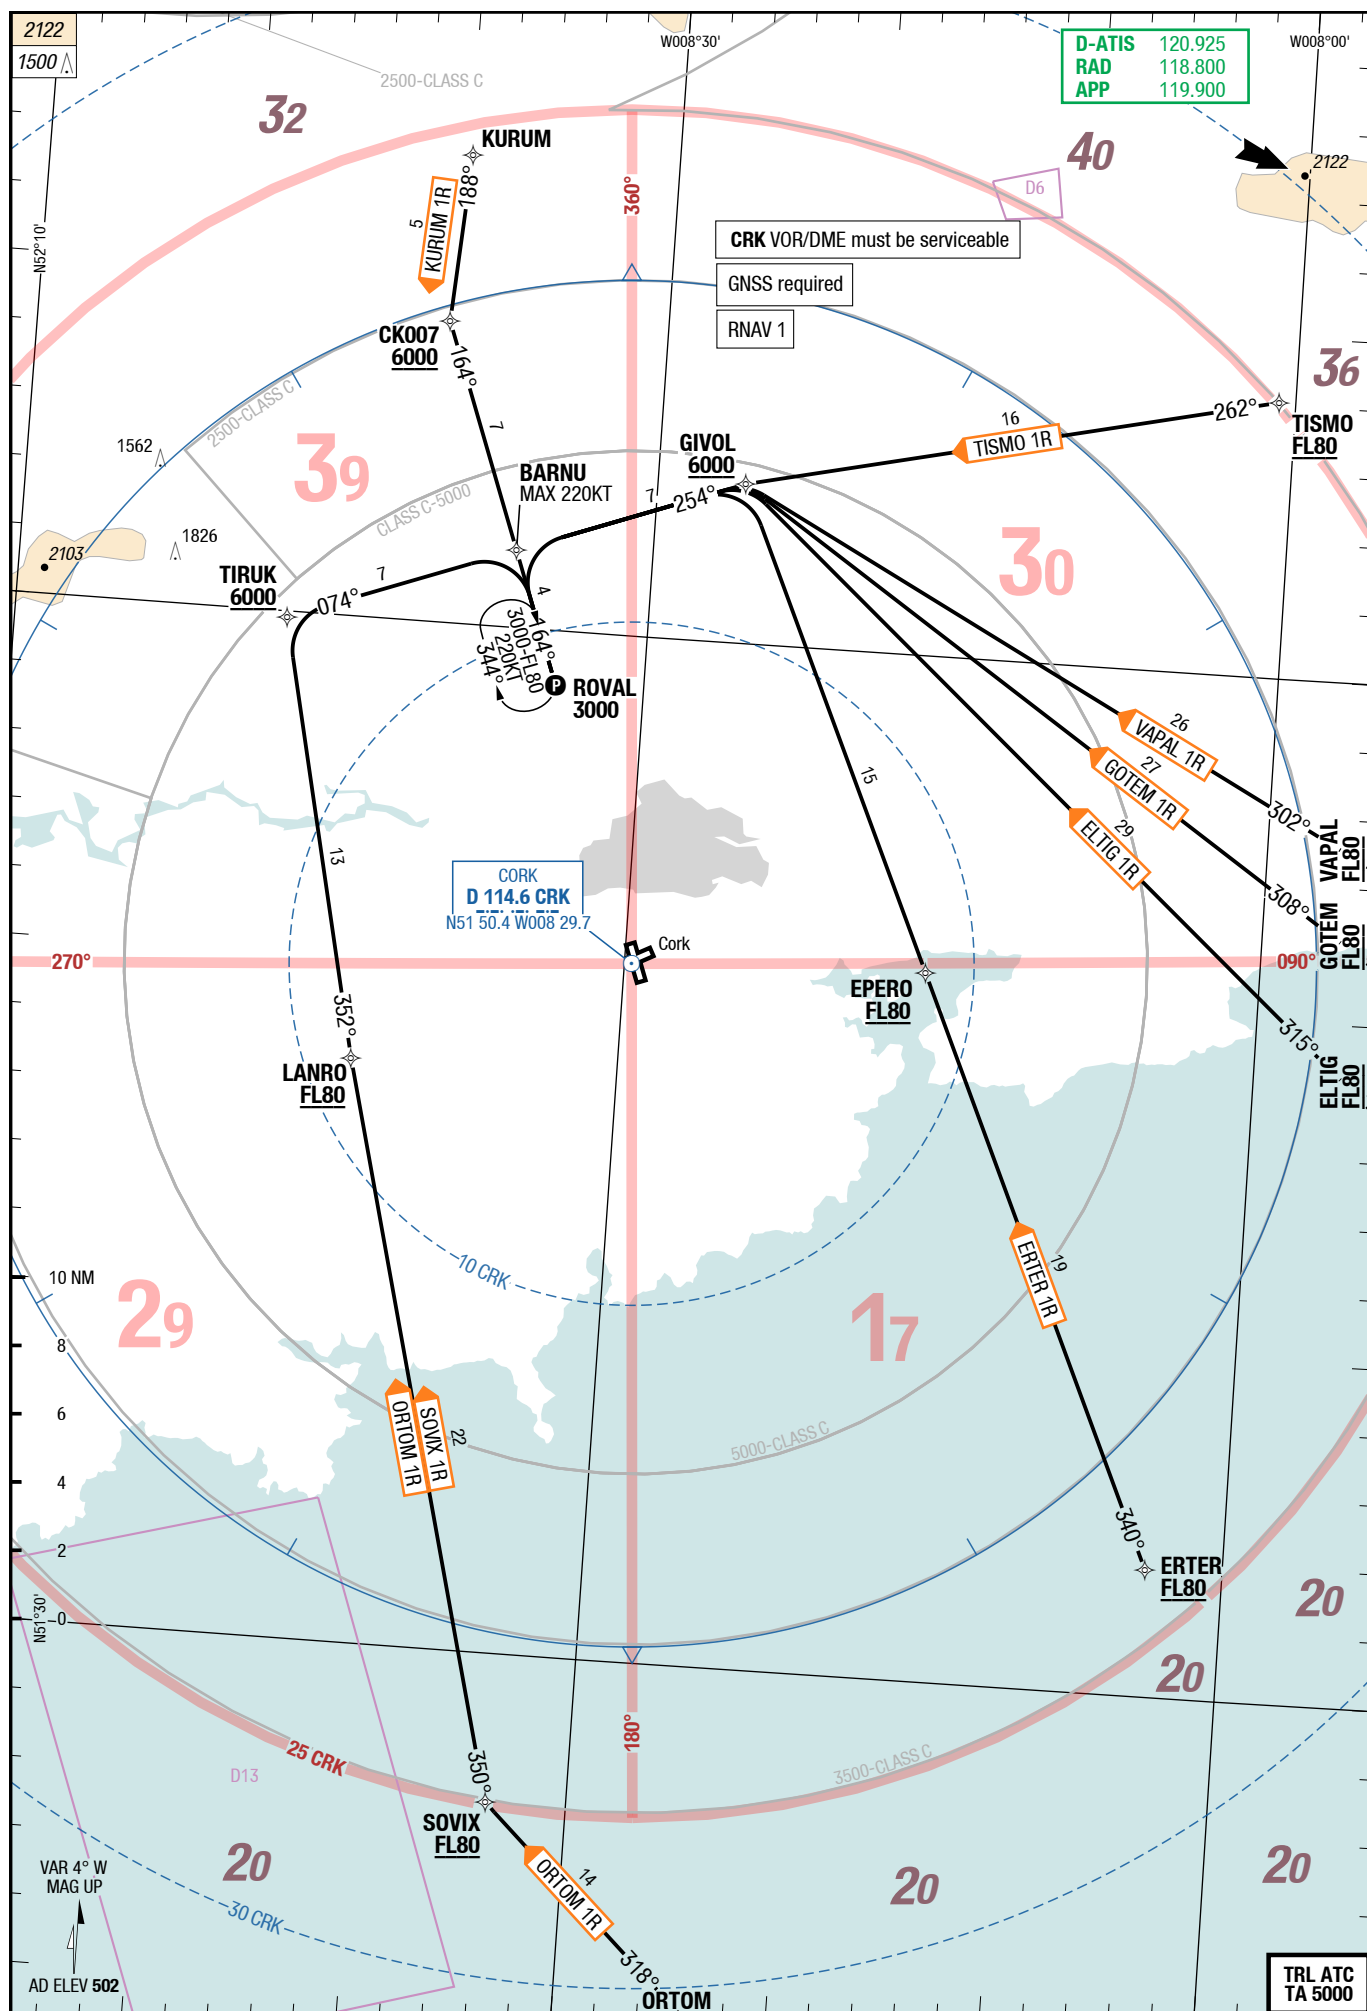 2122
1500
W008°30'
W008°00'
D-ATIS 120.925
RAD 118.800
APP 119.900
2500-CLASS C
32
40
KURUM
188°
5
KURUM 1R
360°
D6
2122
N52°10'
CRK VOR/DME must be serviceable
GNSS required
RNAV 1
CK007
6000
164°
7
36
2500-CLASS C
39
1562
16
TISMO 1R
262°
TISMO
FL80
GIVOL
6000
BARNU
MAX 220KT
CLASS C-5000
7
254°
1826
2103
30
TIRUK
6000
074°
7
4
164°
3000-FL80
220KT
344°
ROVAL
3000
P
26
VAPAL 1R
302°
VAPAL
FL80
27
GOTEM 1R
308°
GOTEM
FL80
29
ELTIG 1R
315°
ELTIG
FL80
15
13
CORK
D 114.6 CRK
N51 50.4 W008 29.7
Cork
270°
090°
EPERO
FL80
352°
LANRO
FL80
10 CRK
10 NM
8
6
4
2
0
29
17
19
ERTER 1R
ORTOM 1R
SOVIX 1R
22
5000-CLASS C
340°
ERTER
FL80
20
N51°30'
20
180°
25 CRK
D13
350°
3500-CLASS C
SOVIX
FL80
20
14
ORTOM 1R
20
20
30 CRK
VAR 4° W
MAG UP
AD ELEV 502
318°
ORTOM
TRL ATC
TA 5000